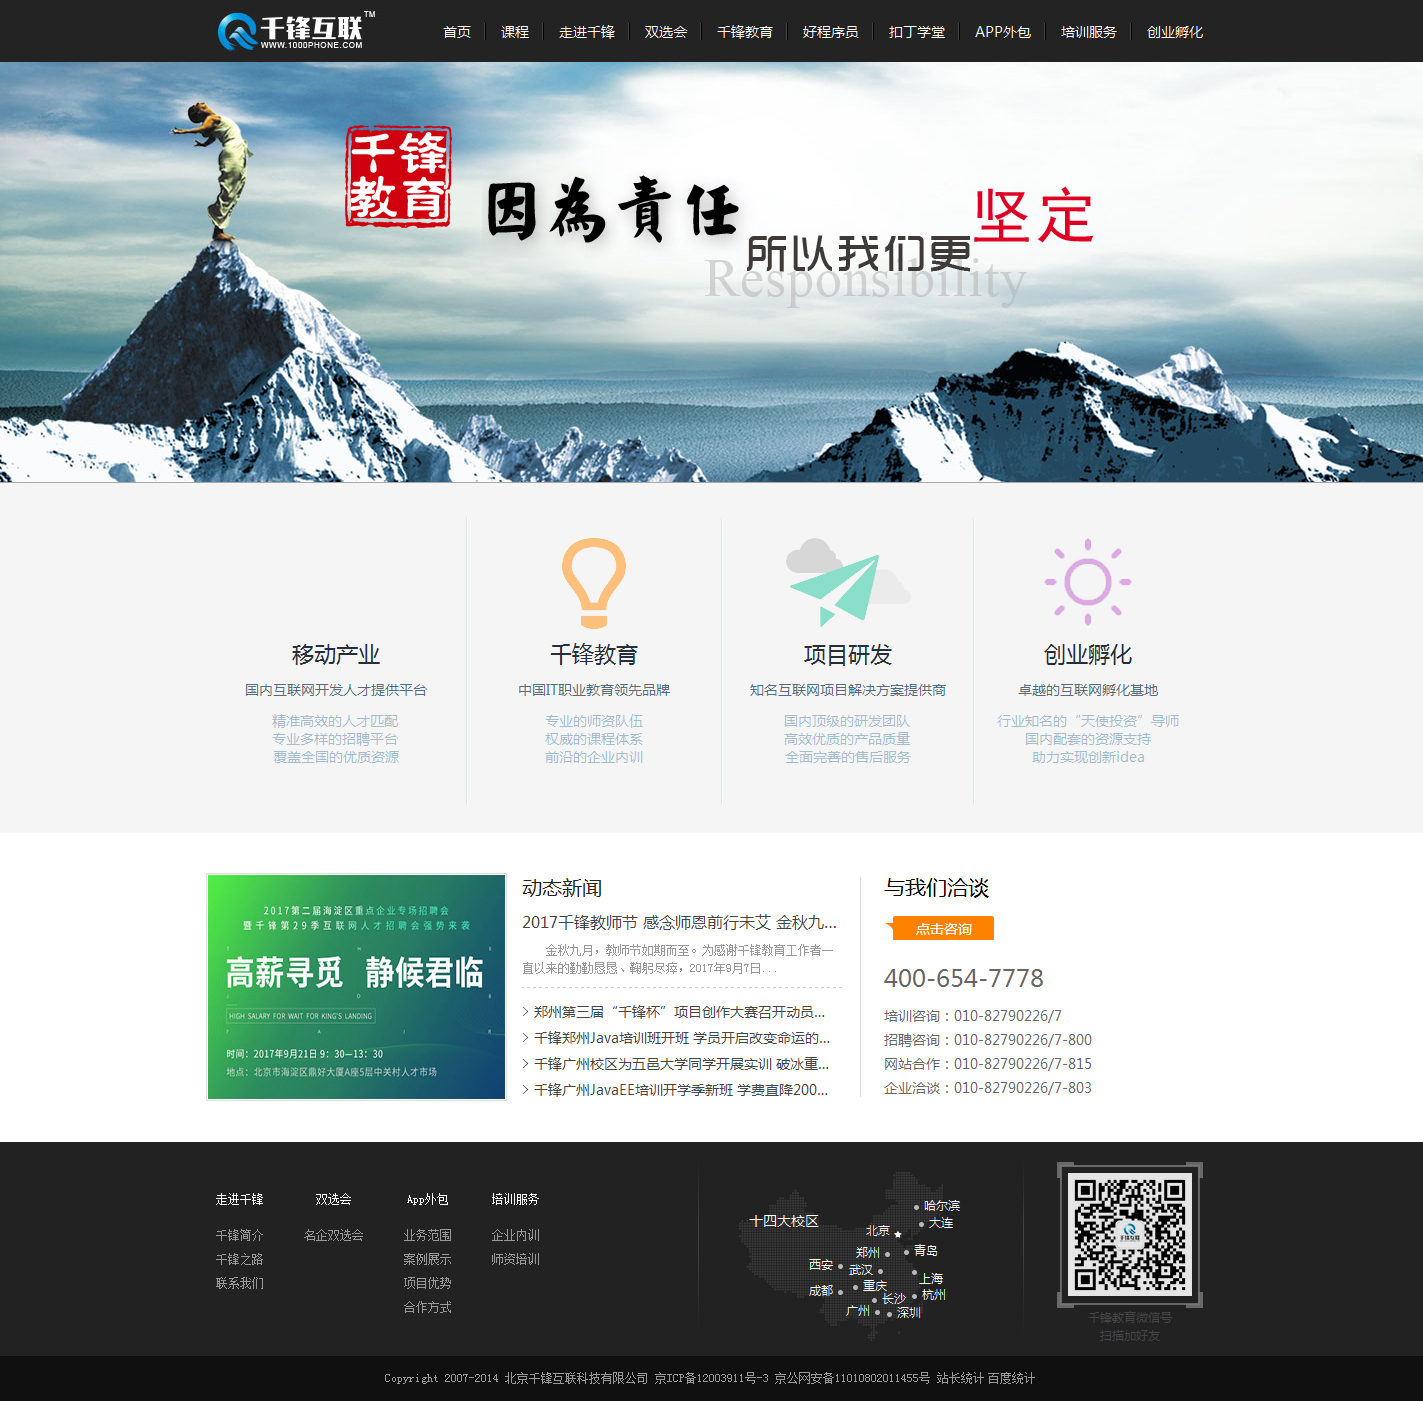 千锋互联TM
WWW.1000PHONE.COM
首页 课程 走进千锋 双选会 千锋教育 好程序员 扣丁学堂 APP外包 培训服务 创业孵化
千锋
教育
因為責任
坚定
所以我们更
Responsibility
移动产业
国内互联网开发人才提供平台
精准高效的人才匹配
专业多样的招聘平台
覆盖全国的优质资源
千锋教育
中国IT职业教育领先品牌
专业的师资队伍
权威的课程体系
前沿的企业内训
项目研发
知名互联网项目解决方案提供商
国内顶级的研发团队
高效优质的产品质量
全面完善的售后服务
创业孵化
卓越的互联网孵化基地
行业知名的“天使投资”导师
国内配套的资源支持
助力实现创新idea
2017第二届海淀区重点企业专场招聘会
暨千锋第29季互联网人才招聘会强势来袭
高薪寻觅 静候君临
HIGH SALARY FOR WAIT FOR KING'S LANDING
时间：2017年9月21日 9：30—13：30
地点：北京市海淀区鼎好大厦A座5层中关村人才市场
动态新闻
2017千锋教师节 感念师恩前行未艾 金秋九...
金秋九月，教师节如期而至。为感谢千锋教育工作者一
直以来的勤勤恳恳、鞠躬尽瘁，2017年9月7日...
> 郑州第三届“千锋杯”项目创作大赛召开动员...
> 千锋郑州Java培训班开班 学员开启改变命运的...
> 千锋广州校区为五邑大学同学开展实训 破冰重...
> 千锋广州JavaEE培训开学季新班 学费直降200...
与我们洽谈
点击咨询
400-654-7778
培训咨询：010-82790226/7
招聘咨询：010-82790226/7-800
网站合作：010-82790226/7-815
企业洽谈：010-82790226/7-803
走进千锋
千锋简介
千锋之路
联系我们
双选会
名企双选会
App外包
业务范围
案例展示
项目优势
合作方式
培训服务
企业内训
师资培训
十四大校区
哈尔滨
大连
北京
青岛
郑州
西安
武汉
上海
重庆
成都
杭州
长沙
广州
深圳
千锋互联
千锋教育微信号
扫描加好友
Copyright 2007-2014 北京千锋互联科技有限公司 京ICP备12003911号-3 京公网安备11010802011455号 站长统计 百度统计